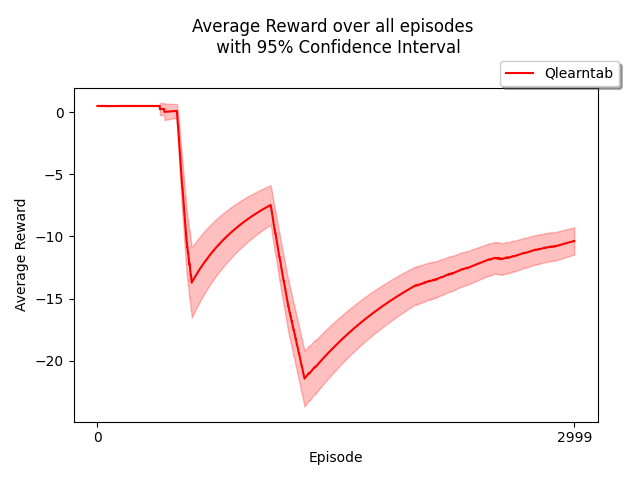 Average Reward over all episodes
with 95% Confidence Interval
Qlearntab
0
−5
−10
−15
−20
Average Reward
0
2999
Episode